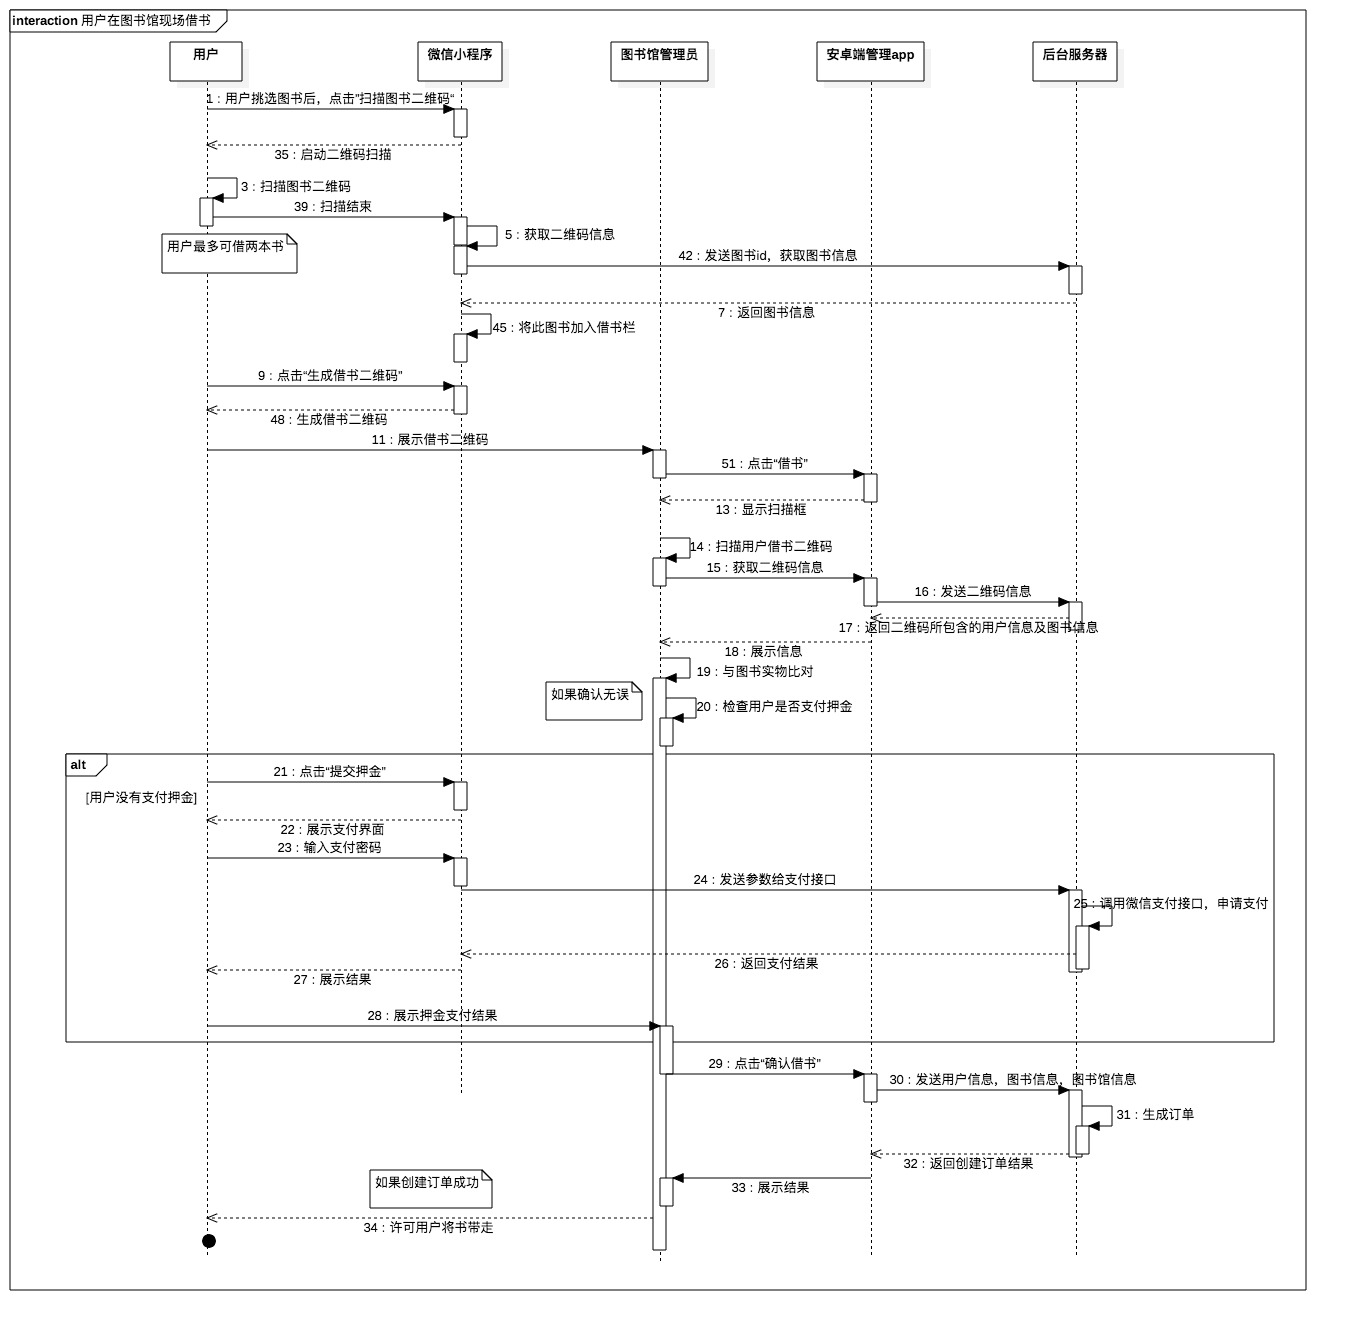 interaction 用户在图书馆现场借书
用户
微信小程序
图书馆管理员
安卓端管理app
后台服务器
1 : 用户挑选图书后，点击"扫描图书二维码“
35 : 启动二维码扫描
3 : 扫描图书二维码
39 : 扫描结束
5 : 获取二维码信息
用户最多可借两本书
42 : 发送图书id，获取图书信息
7 : 返回图书信息
45 : 将此图书加入借书栏
9 : 点击“生成借书二维码”
48 : 生成借书二维码
11 : 展示借书二维码
51 : 点击“借书”
13 : 显示扫描框
14 : 扫描用户借书二维码
15 : 获取二维码信息
16 : 发送二维码信息
17 : 返回二维码所包含的用户信息及图书信息
18 : 展示信息
19 : 与图书实物比对
如果确认无误
20 : 检查用户是否支付押金
alt
21 : 点击“提交押金”
[用户没有支付押金]
22 : 展示支付界面
23 : 输入支付密码
24 : 发送参数给支付接口
25 : 调用微信支付接口，申请支付
26 : 返回支付结果
27 : 展示结果
28 : 展示押金支付结果
29 : 点击“确认借书”
30 : 发送用户信息，图书信息，图书馆信息
31 : 生成订单
32 : 返回创建订单结果
如果创建订单成功
33 : 展示结果
34 : 许可用户将书带走